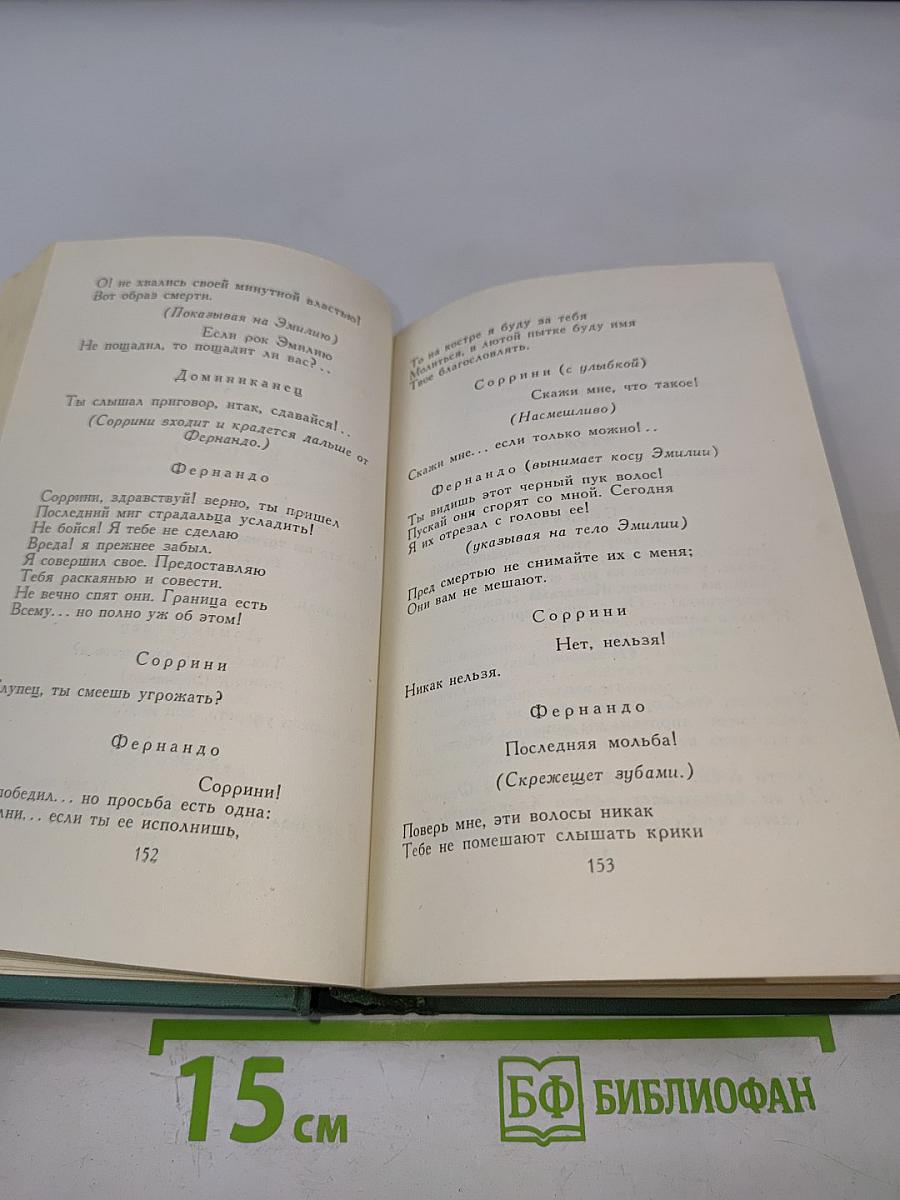 О! не хвались своей минутной властью!
Вот образ смерти.
(Показывая на Эмилию)
Если рок Эмилию
Не пощадил, то пощадит ли вас?..
Доминиканец
Ты слышал приговор, итак, сдавайся!..
(Соррини входит и крадется дальше от
Фернандо.)
Фернандо
Соррини, здравствуй! верно, ты пришел
Последний миг страдальца усладить!
Не бойся! Я тебе не сделаю
Вреда! я прежнее забыл.
Я совершил свое. Предоставляю
Тебя раскаянью и совести.
Не вечно спят они. Граница есть
Всему... но полно уж об этом!
Соррини
лупец, ты смеешь угрожать?
Фернандо
Соррини!
победил... но просьба есть одна:
лни... если ты ее исполнишь,
152
То на костре я буду за тебя
Молиться, в лютой пытке буду имя
Твое благословлять.
Соррини (с улыбкой)
Скажи мне, что такое!
(Насмешливо)
Скажи мне... если только можно!..
Фернандо (вынимает косу Эмилии)
Ты видишь этот черный пук волос!
Пускай они сгорят со мной. Сегодня
Я их отрезал с головы ее!
(указывая на тело Эмилии)
Пред смертью не снимайте их с меня;
Они вам не мешают.
Соррини
Нет, нельзя!
Никак нельзя.
Фернандо
Последняя мольба!
(Скрежещет зубами.)
Поверь мне, эти волосы никак
Тебе не помешают слышать крики
153
15 см
БФ БИБЛИОФАН